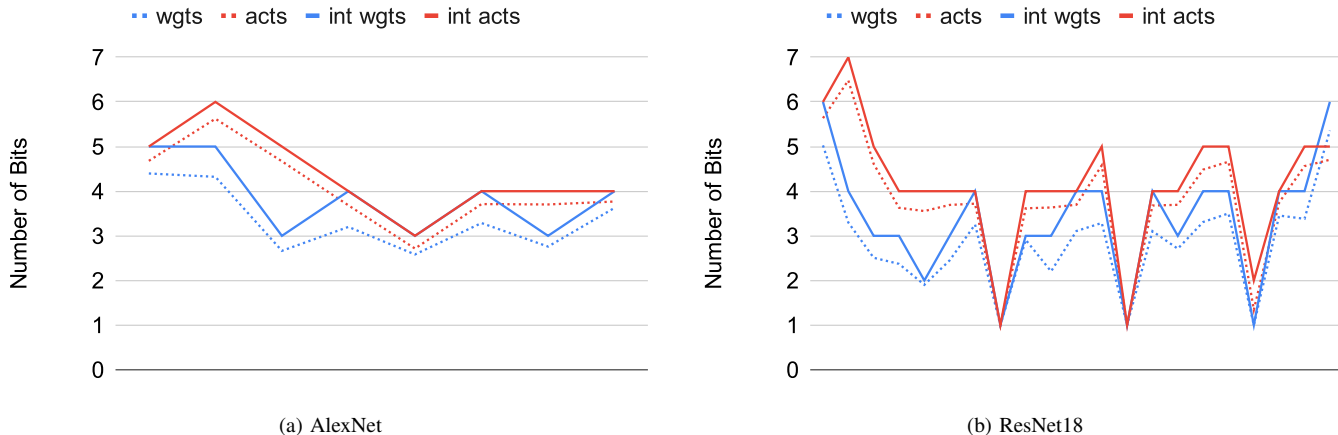 wgts acts int wgts int acts
Number of Bits
7
6
5
4
3
2
1
0
(a) AlexNet
wgts acts int wgts int acts
Number of Bits
7
6
5
4
3
2
1
0
(b) ResNet18